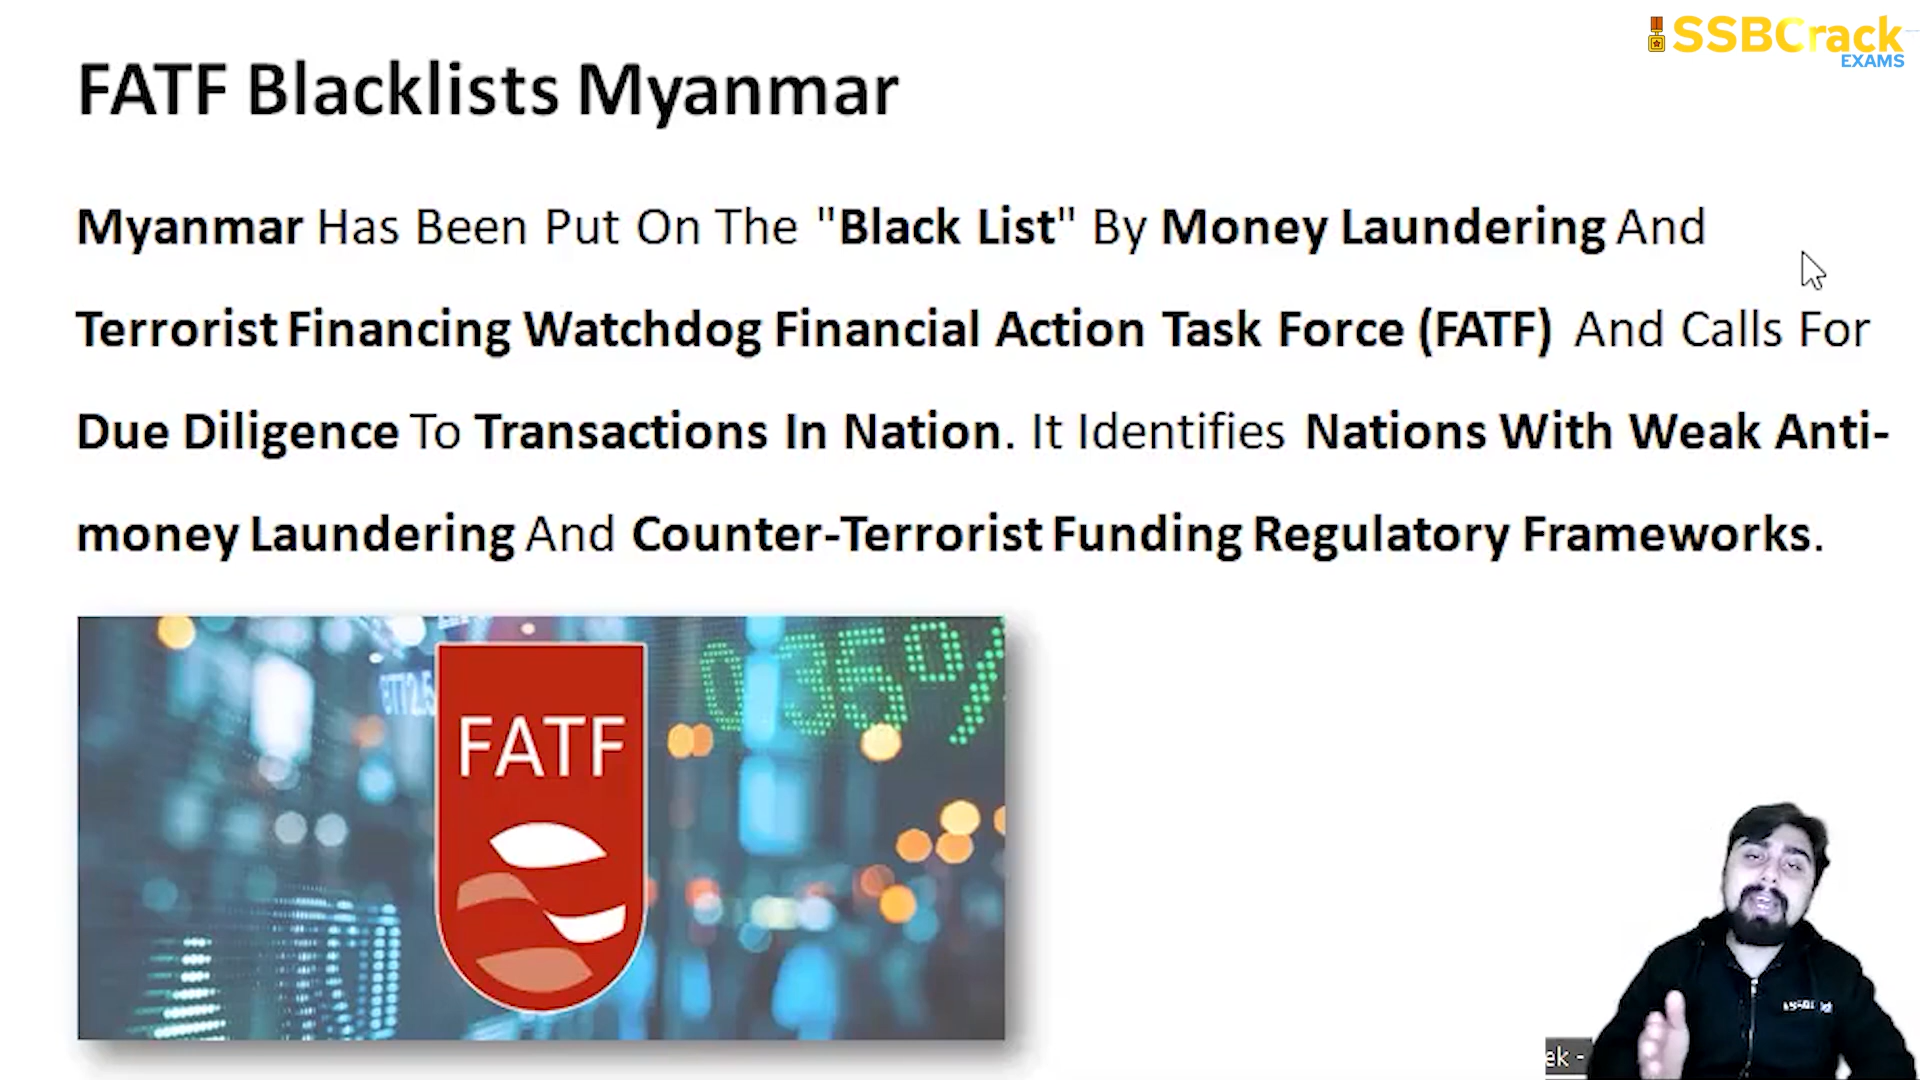 SSBCrack
EXAMS
FATF Blacklists Myanmar
Myanmar Has Been Put On The "Black List" By Money Laundering And
Terrorist Financing Watchdog Financial Action Task Force (FATF) And Calls For
Due Diligence To Transactions In Nation. It Identifies Nations With Weak Anti-
money Laundering And Counter-Terrorist Funding Regulatory Frameworks.
0.35%
FATF
ek -